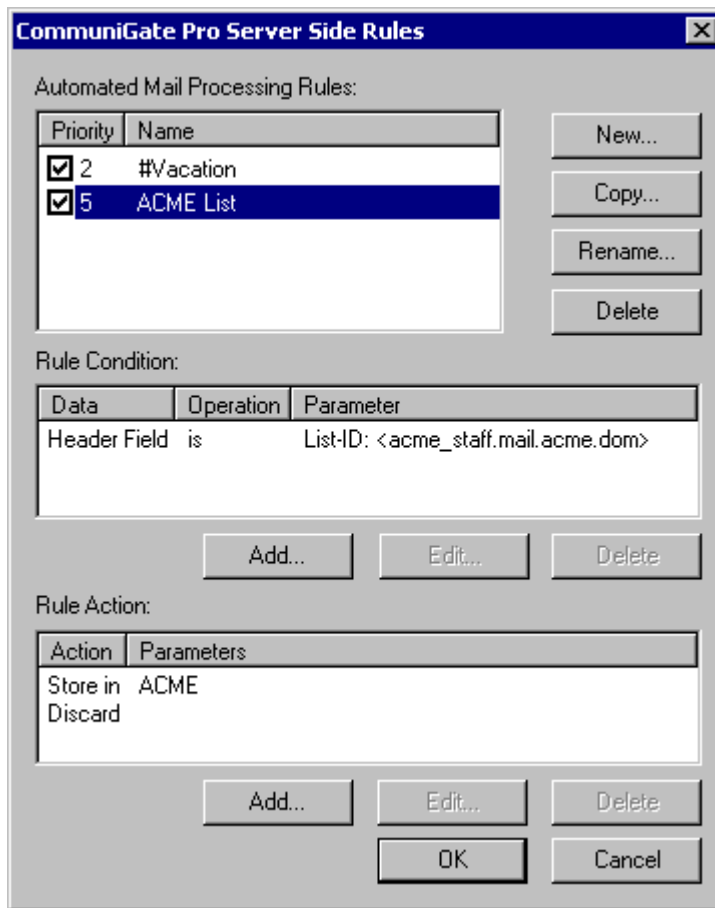 CommuniGate Pro Server Side Rules
Automated Mail Processing Rules:
Priority Name
2 #Vacation
5 ACME List
New...
Copy...
Rename...
Delete
Rule Condition:
Data Operation Parameter
Header Field is List-ID: <acme_staff.mail.acme.dom>
Add... Edit... Delete
Rule Action:
Action Parameters
Store in ACME
Discard
Add... Edit... Delete
OK Cancel